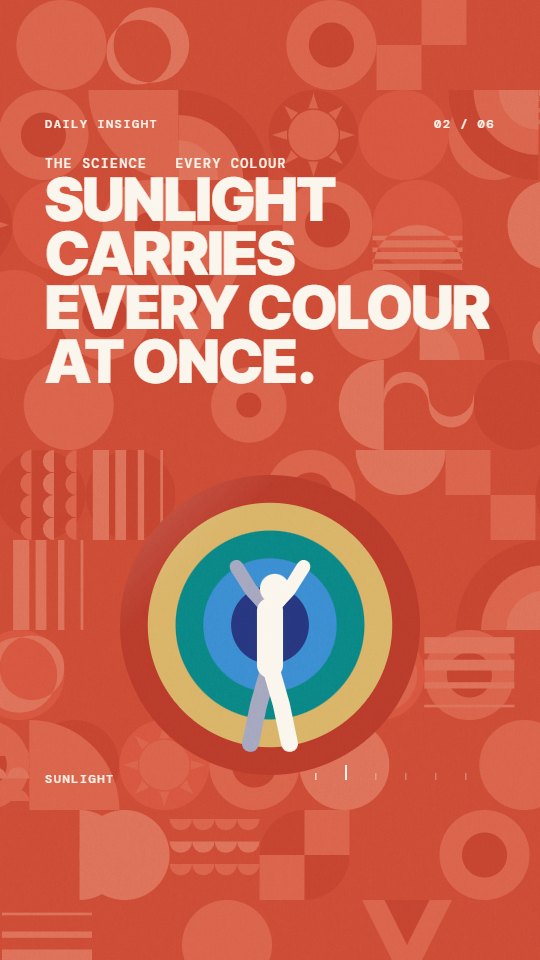 DAILY INSIGHT
02 / 06
THE SCIENCE EVERY COLOUR
SUNLIGHT
CARRIES
EVERY COLOUR
AT ONCE.
SUNLIGHT